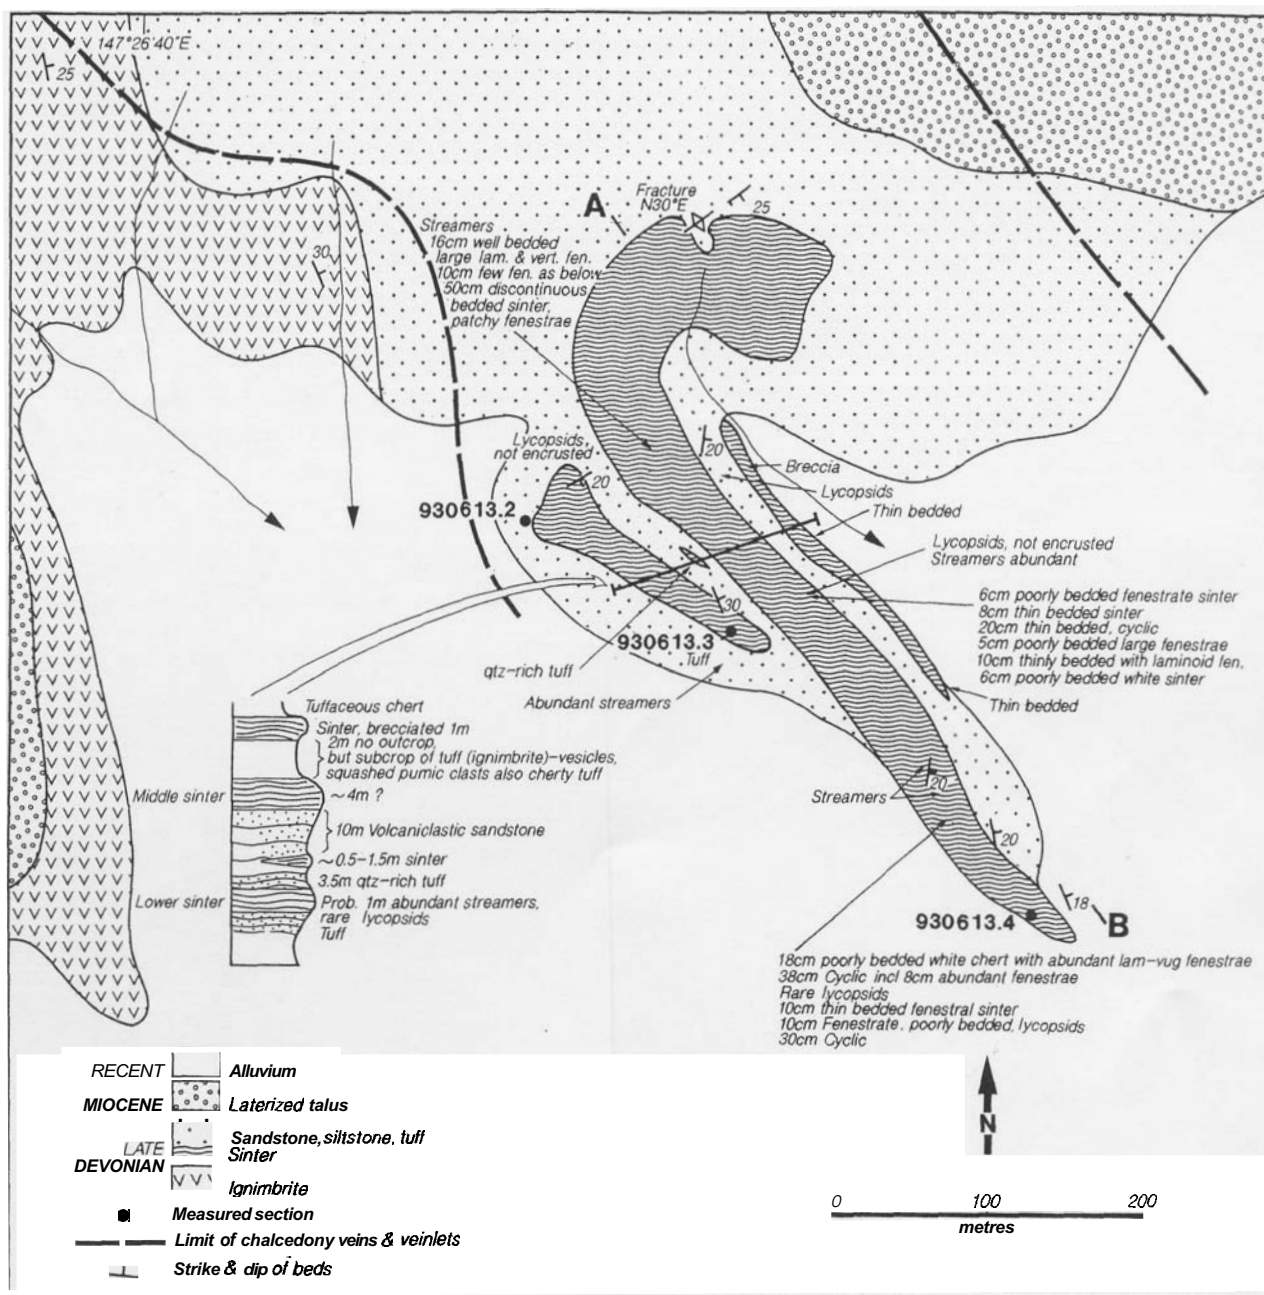 147°26'40"E
25
30
A
Fracture
N30°E
25
Streamers
16cm well bedded
large lam. & vert. fen.
10cm few fen. as below
50cm discontinuous
bedded sinter,
patchy fenestrae
Lycopsids,
not encrusted
20
20
Breccia
Lycopsids
Thin bedded
930613.2
Lycopsids, not encrusted
Streamers abundant
6cm poorly bedded fenestrate sinter
8cm thin bedded sinter
20cm thin bedded, cyclic
5cm poorly bedded large fenestrae
10cm thinly bedded with laminoid fen.
6cm poorly bedded white sinter
30
930613.3
Tuff
qtz-rich tuff
Abundant streamers
Thin bedded
Tuffaceous chert
Sinter, brecciated 1m
2m no outcrop,
but subcrop of tuff (ignimbrite)-vesicles,
squashed pumic clasts also cherty tuff
Middle sinter
~4m ?
10m Volcaniclastic sandstone
~0.5-1.5m sinter
3.5m qtz-rich tuff
Lower sinter
Prob. 1m abundant streamers,
rare lycopsids
Tuff
Streamers
20
20
18
B
930613.4
18cm poorly bedded white chert with abundant lam-vug fenestrae
38cm Cyclic incl 8cm abundant fenestrae
Rare lycopsids
10cm thin bedded fenestral sinter
10cm Fenestrate, poorly bedded, lycopsids
30cm Cyclic
RECENT Alluvium
MIOCENE Laterized talus
LATE
DEVONIAN
Sandstone, siltstone, tuff
Sinter
Ignimbrite
Measured section
Limit of chalcedony veins & veinlets
Strike & dip of beds
N
0 100 200
metres